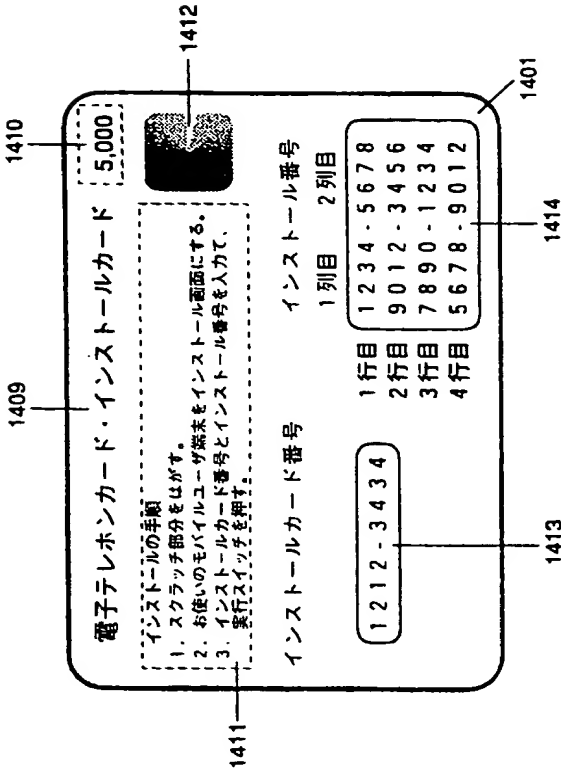 1409
1410
電子テレホンカード・インストールカード
5,000
1412
インストールの手順
1. スクラッチ部分をはがす。
2. お使いのモバイルユーザ端末をインストール画面にする。
3. インストールカード番号とインストール番号を入力て、
実行スイッチを押す。
1411
インストールカード番号
インストール番号
1列目 2列目
1212-3434
1行目 1234-5678
2行目 9012-3456
3行目 7890-1234
4行目 5678-9012
1413
1414
1401